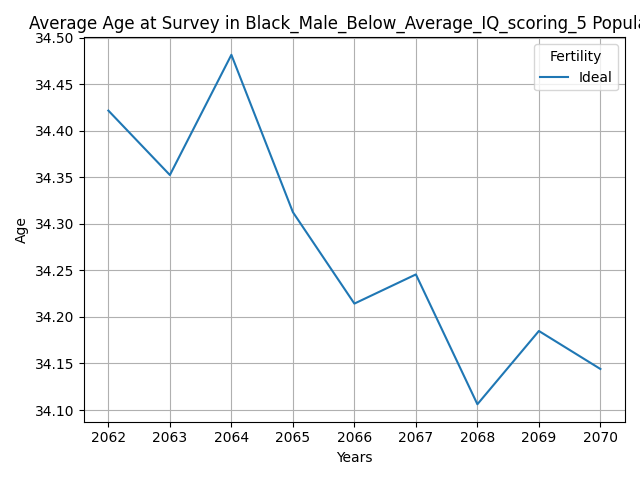 Average Age at Survey in Black_Male_Below_Average_IQ_scoring_5 Popula
34.50
34.45
34.40
34.35
34.30
34.25
34.20
34.15
34.10
Age
Fertility
Ideal
2062 2063 2064 2065 2066 2067 2068 2069 2070
Years